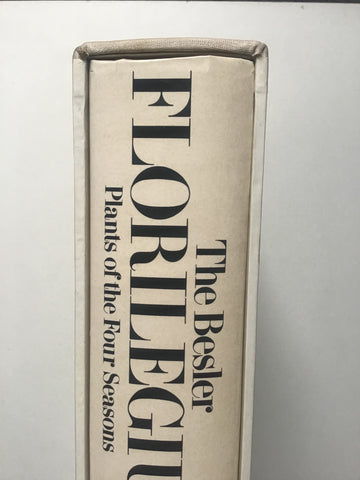 The Besler
FLORILEGIU
Plants of the Four Seasons